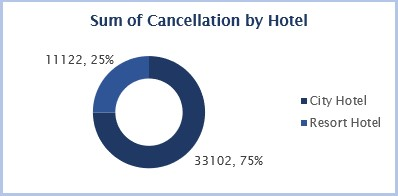 Sum of Cancellation by Hotel
11122, 25%
City Hotel
Resort Hotel
33102, 75%